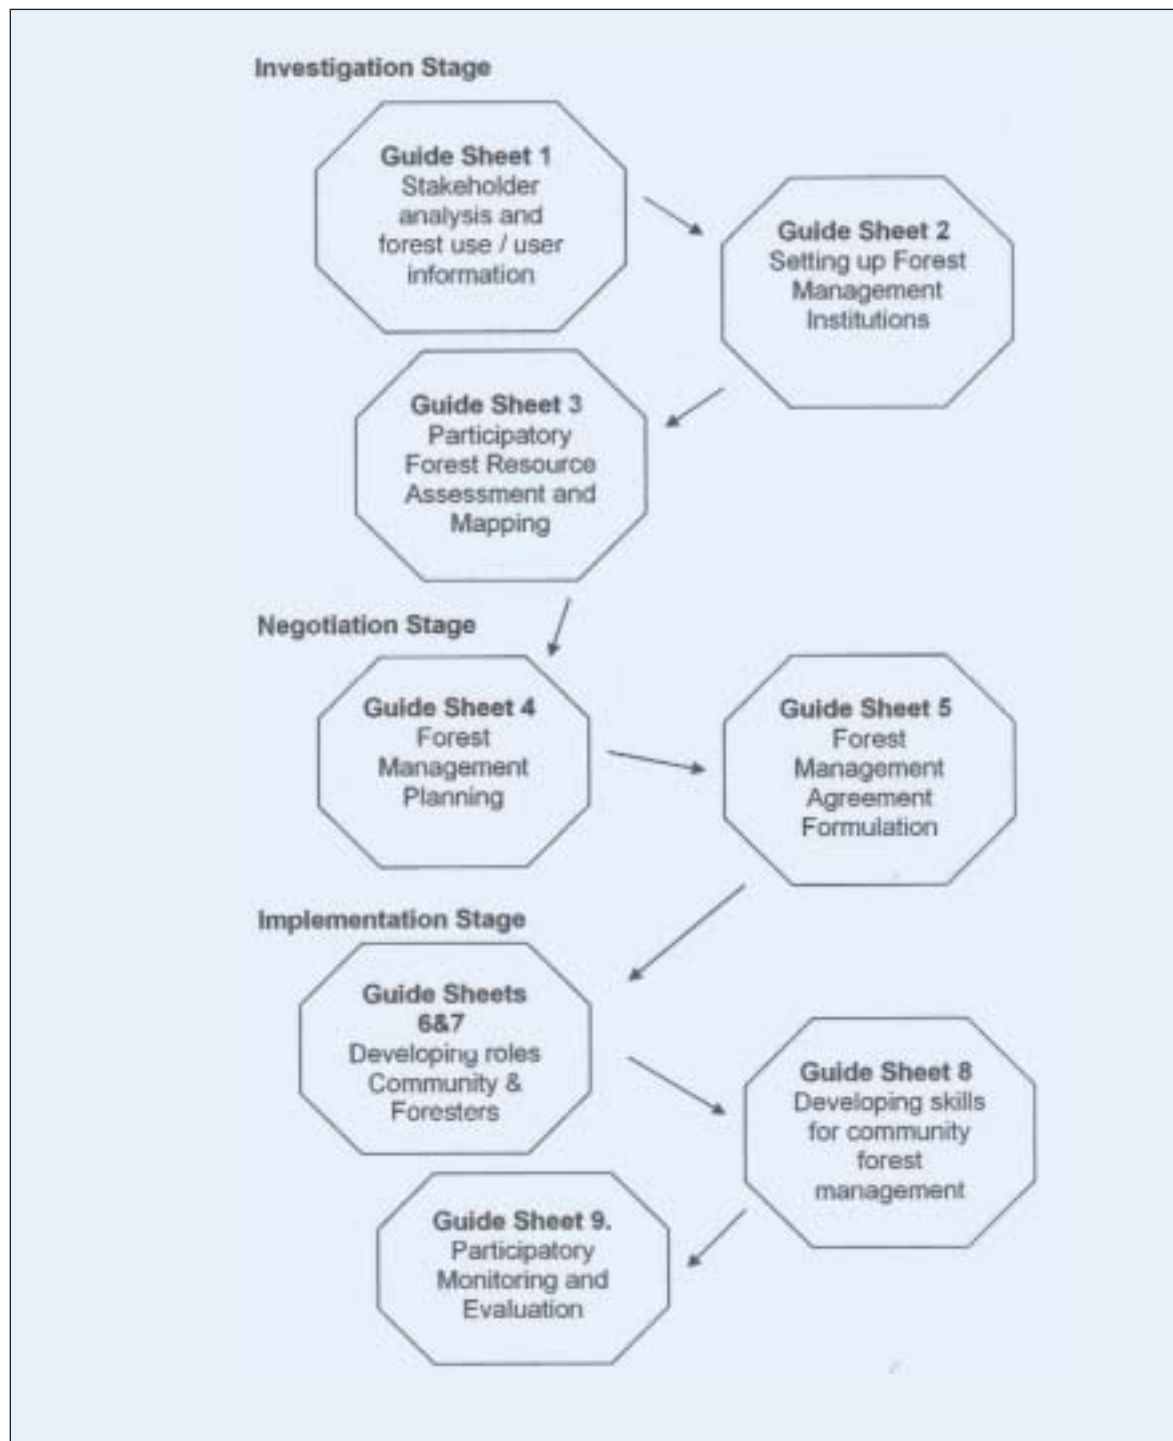 Investigation Stage
Guide Sheet 1
Stakeholder
analysis and
forest use / user
information
Guide Sheet 2
Setting up Forest
Management
Institutions
Guide Sheet 3
Participatory
Forest Resource
Assessment and
Mapping
Negotiation Stage
Guide Sheet 4
Forest
Management
Planning
Guide Sheet 5
Forest
Management
Agreement
Formulation
Implementation Stage
Guide Sheets
6&7
Developing roles
Community &
Foresters
Guide Sheet 8
Developing skills
for community
forest
management
Guide Sheet 9.
Participatory
Monitoring and
Evaluation